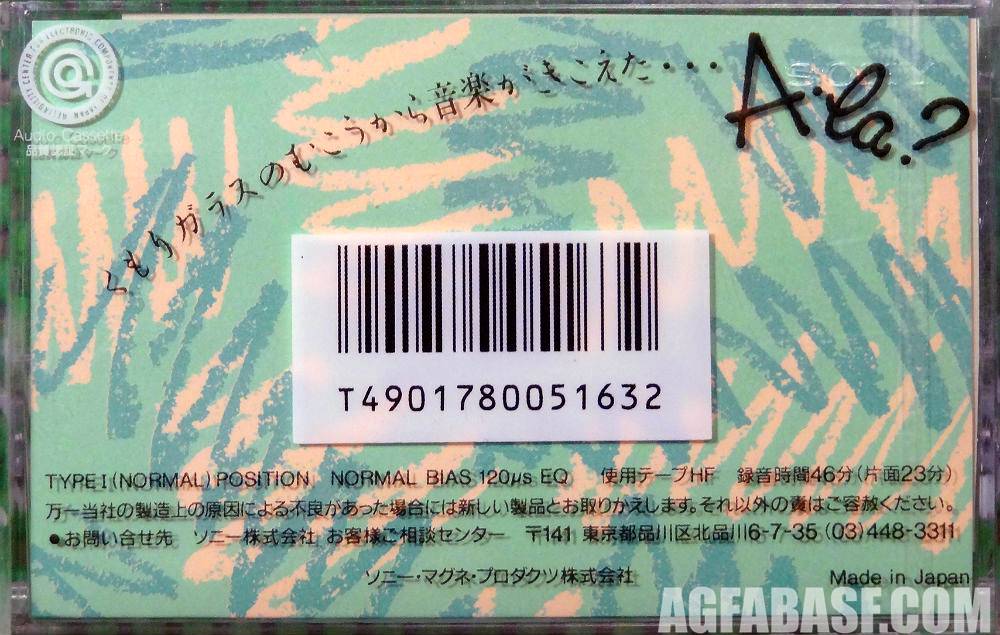 CENTER FOR ELECTRONIC COMPONENTS OF JAPAN
Audio Cassette
品質認証マーク
くもりガラスのむこうから音楽がきこえた・・・
SONY
A・la.?
T4901780051632
TYPE I (NORMAL) POSITION NORMAL BIAS 120μs EQ 使用テープHF 録音時間46分(片面23分)
万一当社の製造上の原因による不良があった場合には新しい製品とお取りかえします。それ以外の責はご容赦ください。
●お問い合せ先 ソニー株式会社 お客様ご相談センター 〒141 東京都品川区北品川6-7-35 (03)448-3311
ソニー・マグネ・プロダクツ株式会社
Made in Japan
AGFABASF.COM